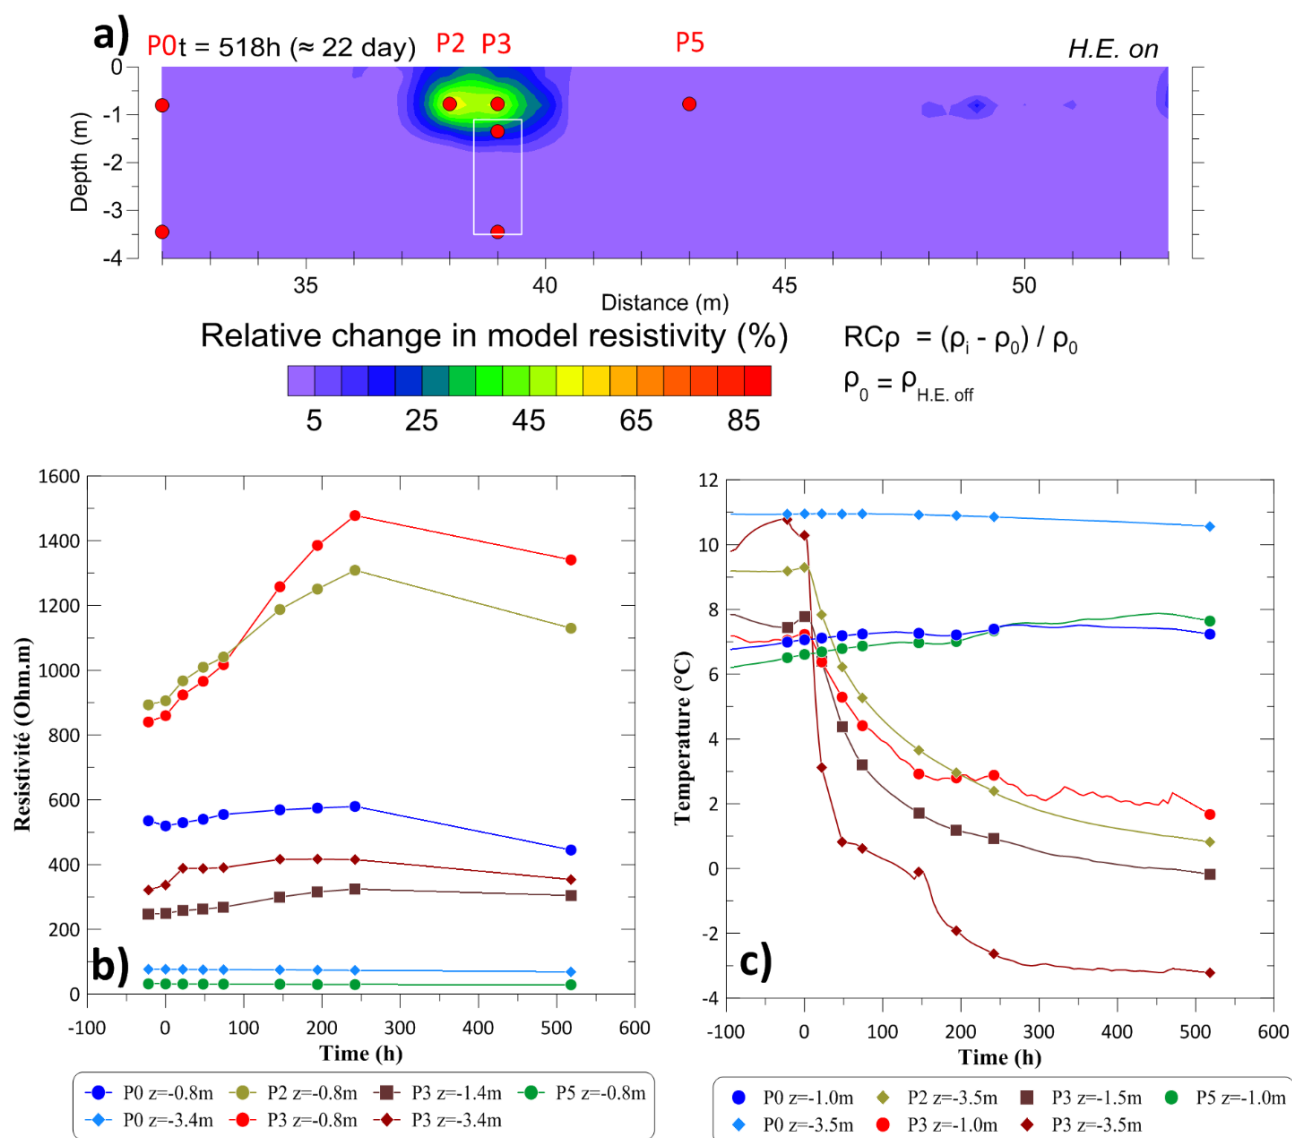 a) P0 t = 518h (≈ 22 day) P2 P3 P5 H.E. on
0
-1
-2
-3
-4
Depth (m)
35 40 45 50
Distance (m)
Relative change in model resistivity (%)
5 25 45 65 85
RCρ = (ρi - ρ0) / ρ0
ρ0 = ρH.E. off
1600
1400
1200
1000
800
600
400
200
0
Resistivité (Ohm.m)
b)
-100 0 100 200 300 400 500 600
Time (h)
P0 z=-0.8m P2 z=-0.8m P3 z=-1.4m P5 z=-0.8m
P0 z=-3.4m P3 z=-0.8m P3 z=-3.4m
12
10
8
6
4
2
0
-2
-4
Temperature (°C)
c)
-100 0 100 200 300 400 500 600
Time (h)
P0 z=-1.0m P2 z=-3.5m P3 z=-1.5m P5 z=-1.0m
P0 z=-3.5m P3 z=-1.0m P3 z=-3.5m